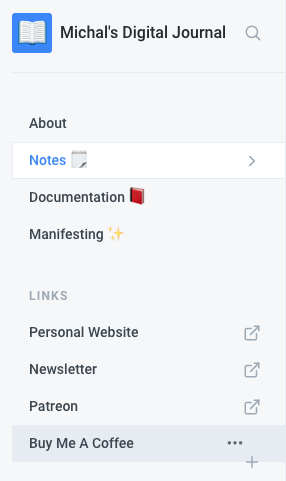 Michal's Digital Journal
About
Notes
Documentation
Manifesting
LINKS
Personal Website
Newsletter
Patreon
Buy Me A Coffee